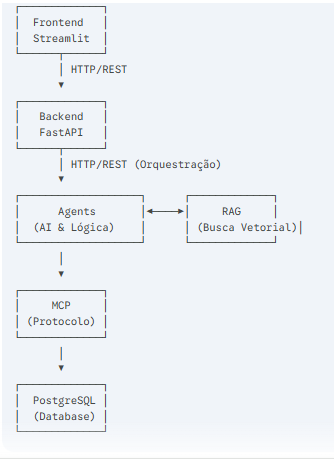 Frontend
Streamlit
HTTP/REST
Backend
FastAPI
HTTP/REST (Orquestração)
Agents RAG
(AI & Lógica) (Busca Vetorial)
MCP
(Protocolo)
PostgreSQL
(Database)